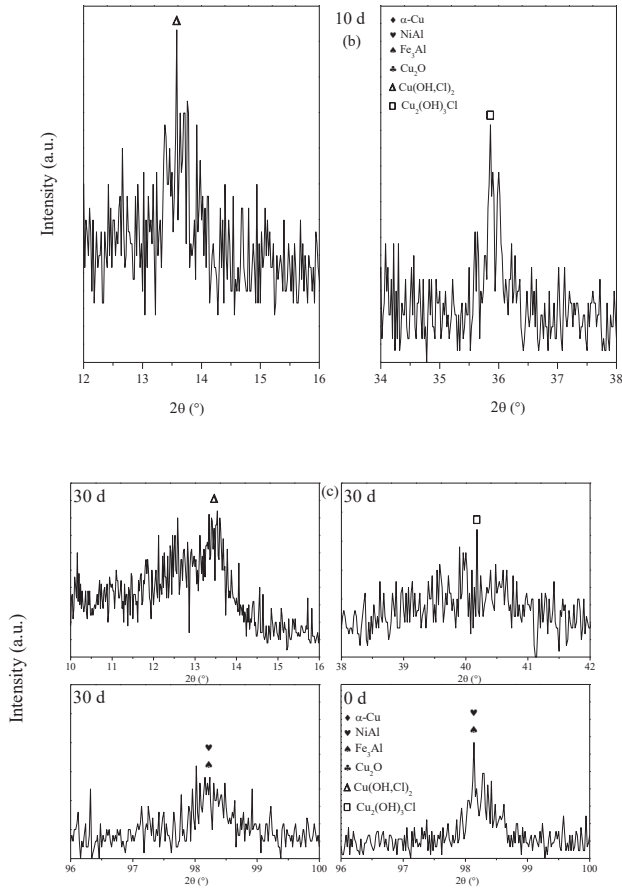 10 d
(b)
♦ α-Cu
♥ NiAl
♠ Fe3Al
♣ Cu2O
Δ Cu(OH,Cl)2
□ Cu2(OH)3Cl
Intensity (a.u.)
12 13 14 15 16
2θ (°)
34 35 36 37 38
2θ (°)
30 d
(c)
30 d
10 11 12 13 14 15 16
2θ (°)
38 39 40 41 42
2θ (°)
Intensity (a.u.)
30 d
0 d
♦ α-Cu
♥ NiAl
♠ Fe3Al
♣ Cu2O
Δ Cu(OH,Cl)2
□ Cu2(OH)3Cl
96 97 98 99 100
2θ (°)
96 97 98 99 100
2θ (°)